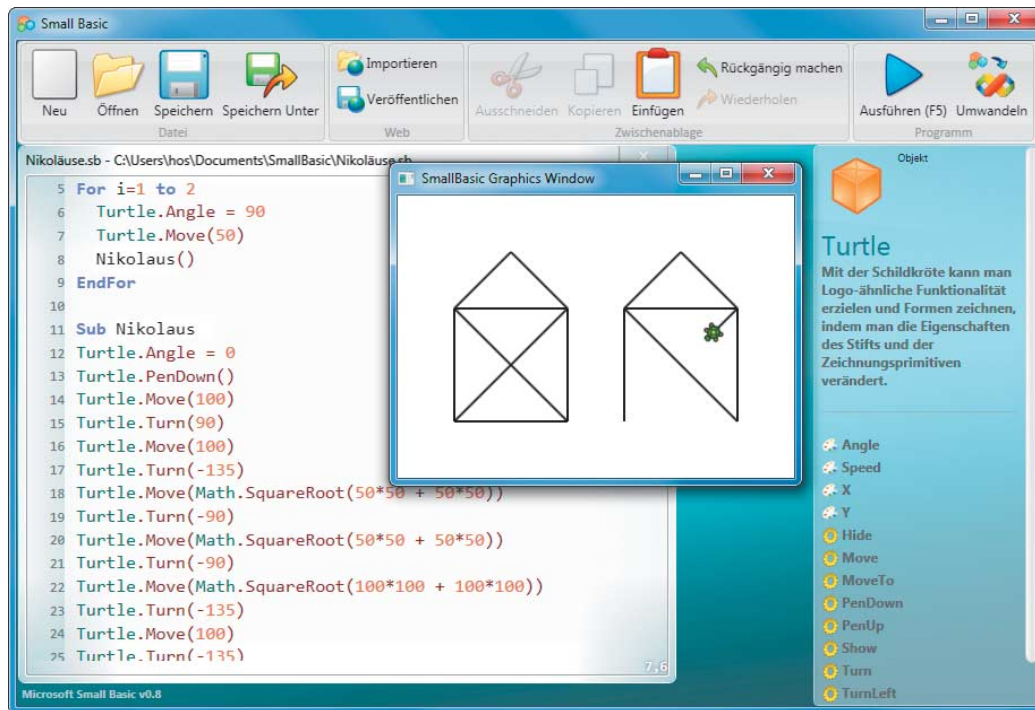 Small Basic
Neu
Öffnen
Speichern
Speichern Unter
Datei
Importieren
Veröffentlichen
Web
Ausschneiden
Kopieren
Einfügen
Rückgängig machen
Wiederholen
Zwischenablage
Ausführen (F5)
Umwandeln
Programm
Nikoläuse.sb - C:\Users\hos\Documents\SmallBasic\Nikoläuse.sb
5 For i=1 to 2
6 Turtle.Angle = 90
7 Turtle.Move(50)
8 Nikolaus()
9 EndFor
10
11 Sub Nikolaus
12 Turtle.Angle = 0
13 Turtle.PenDown()
14 Turtle.Move(100)
15 Turtle.Turn(90)
16 Turtle.Move(100)
17 Turtle.Turn(-135)
18 Turtle.Move(Math.SquareRoot(50*50 + 50*50))
19 Turtle.Turn(-90)
20 Turtle.Move(Math.SquareRoot(50*50 + 50*50))
21 Turtle.Turn(-90)
22 Turtle.Move(Math.SquareRoot(100*100 + 100*100))
23 Turtle.Turn(-135)
24 Turtle.Move(100)
25 Turtle.Turn(-135)
7,6
SmallBasic Graphics Window
Objekt
Turtle
Mit der Schildkröte kann man
Logo-ähnliche Funktionalität
erzielen und Formen zeichnen,
indem man die Eigenschaften
des Stifts und der
Zeichnungsprimitiven
verändert.
Angle
Speed
X
Y
Hide
Move
MoveTo
PenDown
PenUp
Show
Turn
TurnLeft
Microsoft Small Basic v0.8